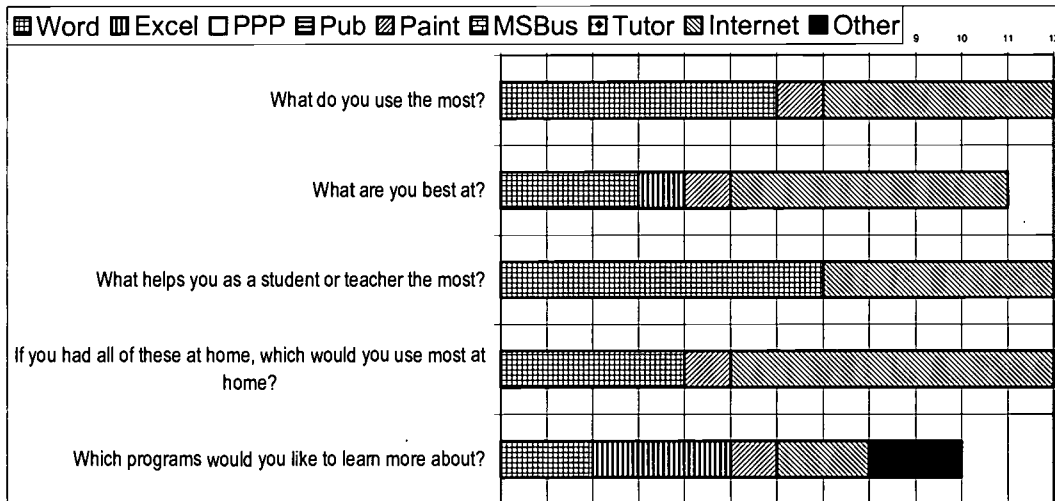 Word Excel PPP Pub Paint MSBus Tutor Internet Other
9 10 11 12
What do you use the most?
What are you best at?
What helps you as a student or teacher the most?
If you had all of these at home, which would you use most at
home?
Which programs would you like to learn more about?